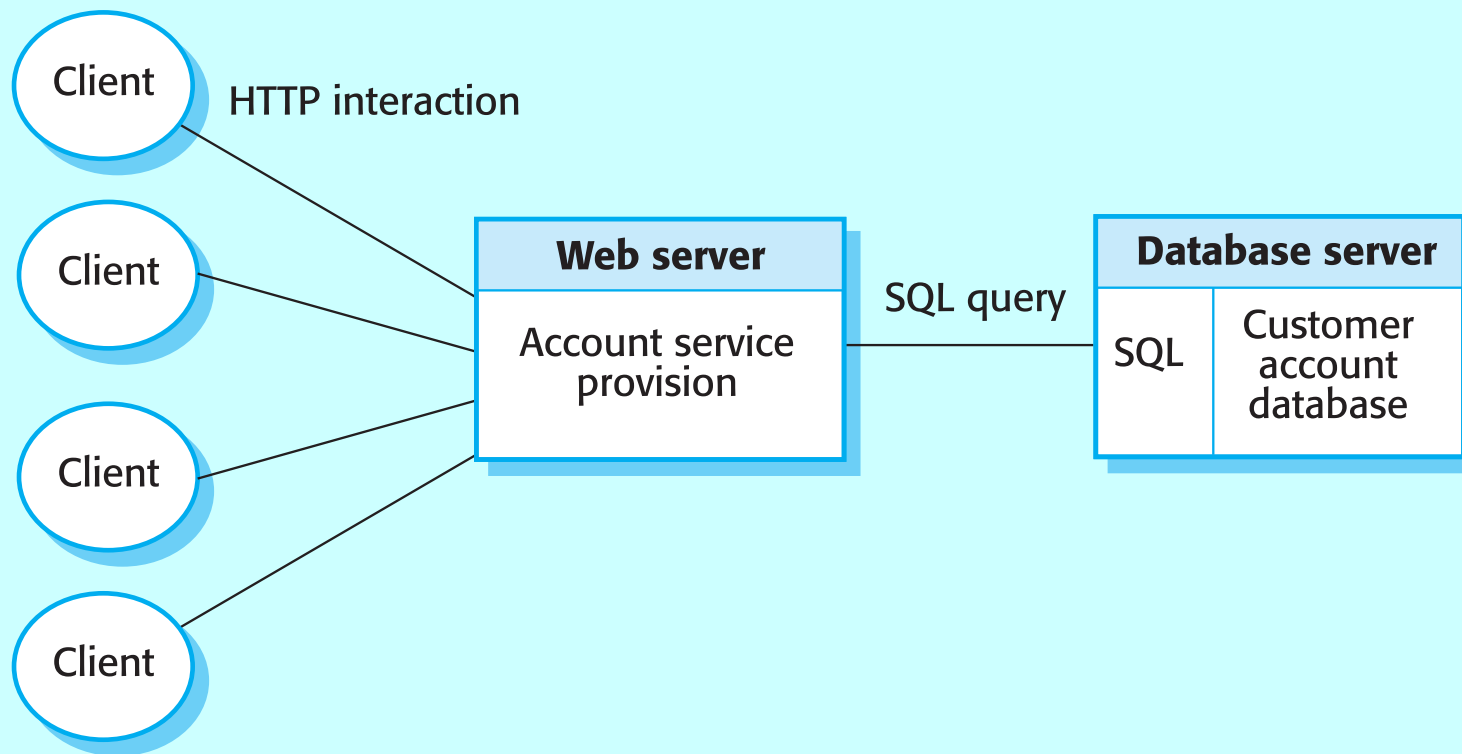 Client
HTTP interaction
Client
Client
Client
Web server
Account service
provision
SQL query
Database server
SQL
Customer
account
database